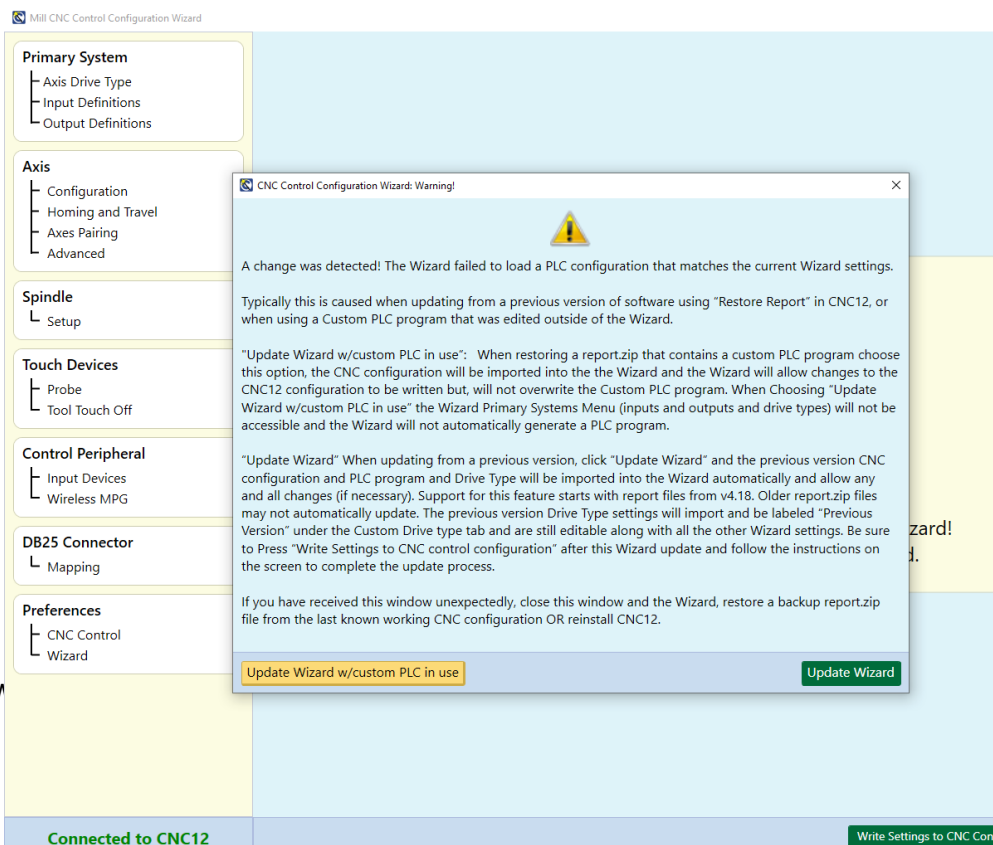 Mill CNC Control Configuration Wizard
Primary System
Axis Drive Type
Input Definitions
Output Definitions
Axis
Configuration
Homing and Travel
Axes Pairing
Advanced
Spindle
Setup
Touch Devices
Probe
Tool Touch Off
Control Peripheral
Input Devices
Wireless MPG
DB25 Connector
Mapping
Preferences
CNC Control
Wizard
Connected to CNC12
CNC Control Configuration Wizard: Warning!
A change was detected! The Wizard failed to load a PLC configuration that matches the current Wizard settings.
Typically this is caused when updating from a previous version of software using “Restore Report” in CNC12, or
when using a Custom PLC program that was edited outside of the Wizard.
"Update Wizard w/custom PLC in use": When restoring a report.zip that contains a custom PLC program choose
this option, the CNC configuration will be imported into the the Wizard and the Wizard will allow changes to the
CNC12 configuration to be written but, will not overwrite the Custom PLC program. When Choosing “Update
Wizard w/custom PLC in use” the Wizard Primary Systems Menu (inputs and outputs and drive types) will not be
accessible and the Wizard will not automatically generate a PLC program.
“Update Wizard” When updating from a previous version, click “Update Wizard” and the previous version CNC
configuration and PLC program and Drive Type will be imported into the Wizard automatically and allow any
and all changes (if necessary). Support for this feature starts with report files from v4.18. Older report.zip files
may not automatically update. The previous version Drive Type settings will import and be labeled “Previous
Version” under the Custom Drive type tab and are still editable along with all the other Wizard settings. Be sure
to Press “Write Settings to CNC control configuration” after this Wizard update and follow the instructions on
the screen to complete the update process.
If you have received this window unexpectedly, close this window and the Wizard, restore a backup report.zip
file from the last known working CNC configuration OR reinstall CNC12.
Update Wizard w/custom PLC in use
Update Wizard
zard!
d.
Write Settings to CNC Con